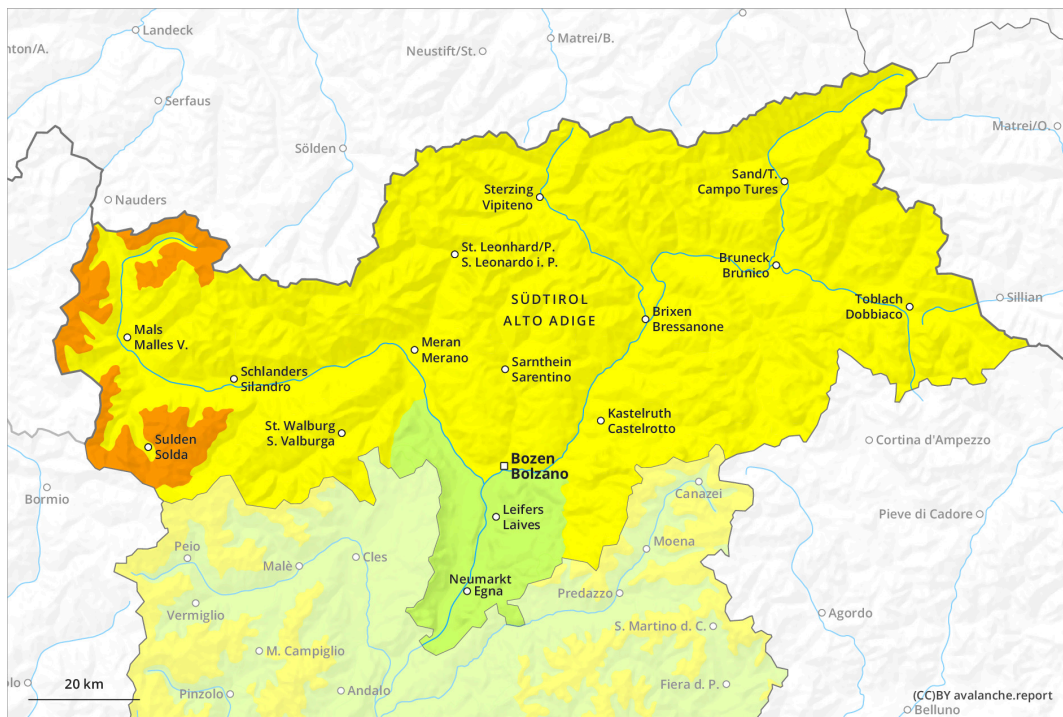 Landeck
Matrei/B.
nton/A.
Neustift/St.
Serfaus
Matrei/O.
Sölden
Sand/T.
Campo Tures
Sterzing
Vipiteno
Nauders
St. Leonhard/P.
S. Leonardo i. P.
Bruneck
Brunico
SÜDTIROL
ALTO ADIGE
Toblach
Dobbiaco
Sillian
Brixen
Bressanone
Mals
Malles V.
Meran
Merano
Sarnthein
Sarentino
Schlanders
Silandro
Kastelruth
Castelrotto
St. Walburg
S. Valburga
Sulden
Solda
Cortina d'Ampezzo
Bozen
Bolzano
Bormio
Canazei
Leifers
Laives
Pieve di Cadore
Moena
Peio
Cles
Malè
Neumarkt
Egna
Predazzo
Vermiglio
Agordo
S. Martino d. C.
M. Campiglio
20 km
olo
Pinzolo
Andalo
Fiera d. P.
(CC)BY avalanche.report
Belluno